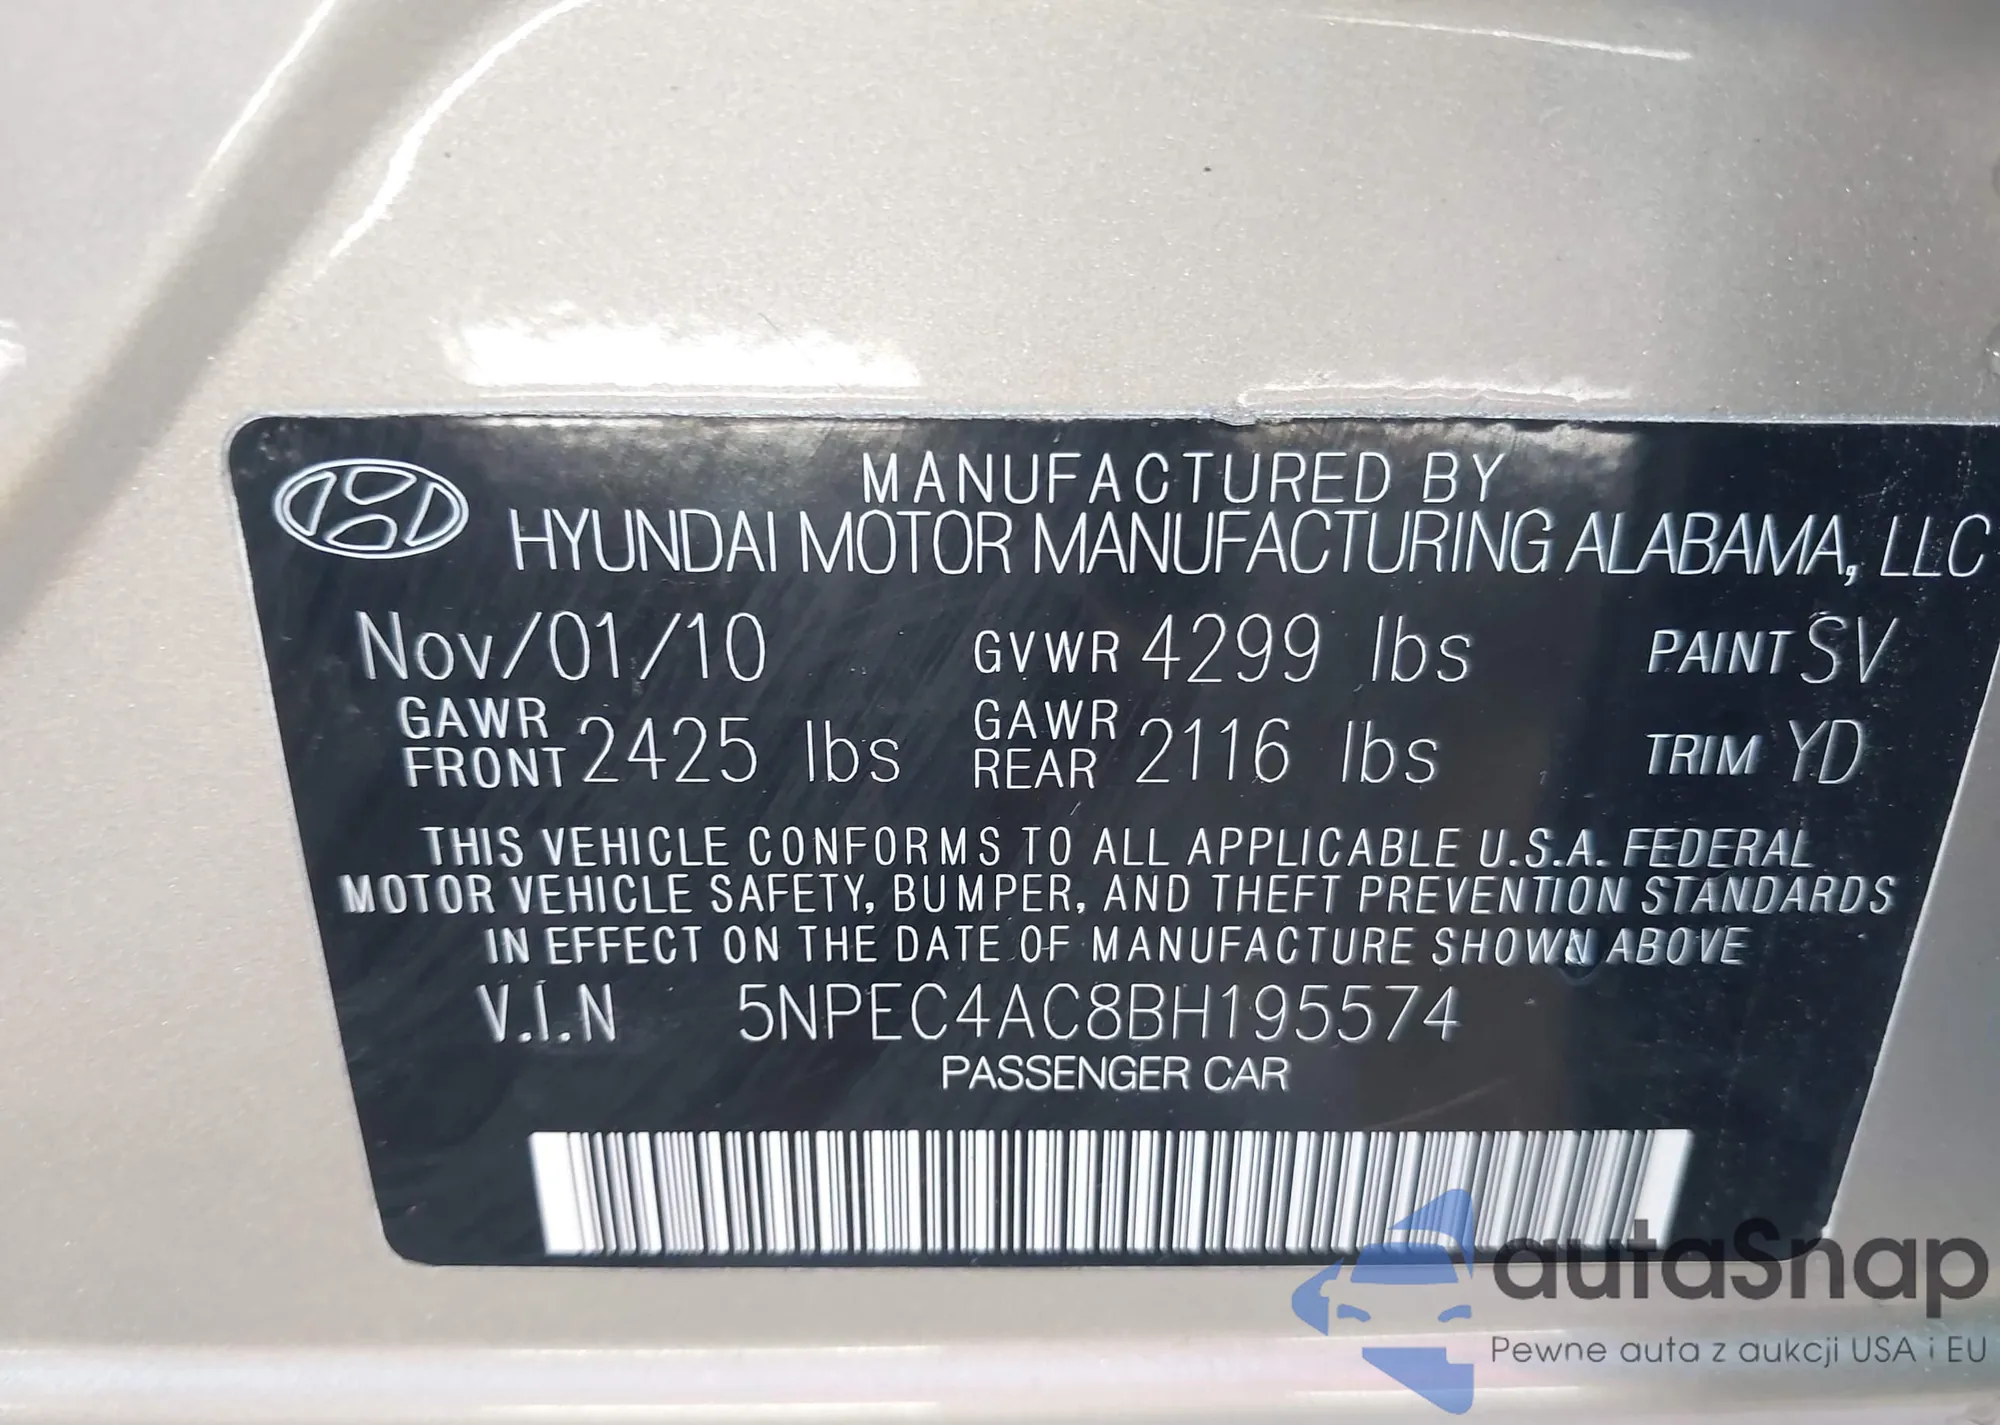 MANUFACTURED BY
HYUNDAI MOTOR MANUFACTURING ALABAMA, LLC
Nov/01/10 GVWR 4299 lbs PAINT SV
GAWR FRONT 2425 lbs GAWR REAR 2116 lbs TRIM YD
THIS VEHICLE CONFORMS TO ALL APPLICABLE U.S.A. FEDERAL
MOTOR VEHICLE SAFETY, BUMPER, AND THEFT PREVENTION STANDARDS
IN EFFECT ON THE DATE OF MANUFACTURE SHOWN ABOVE
V.I.N 5NPEC4AC8BH195574
PASSENGER CAR
autaSnap
Pewne auta z aukcji USA i EU